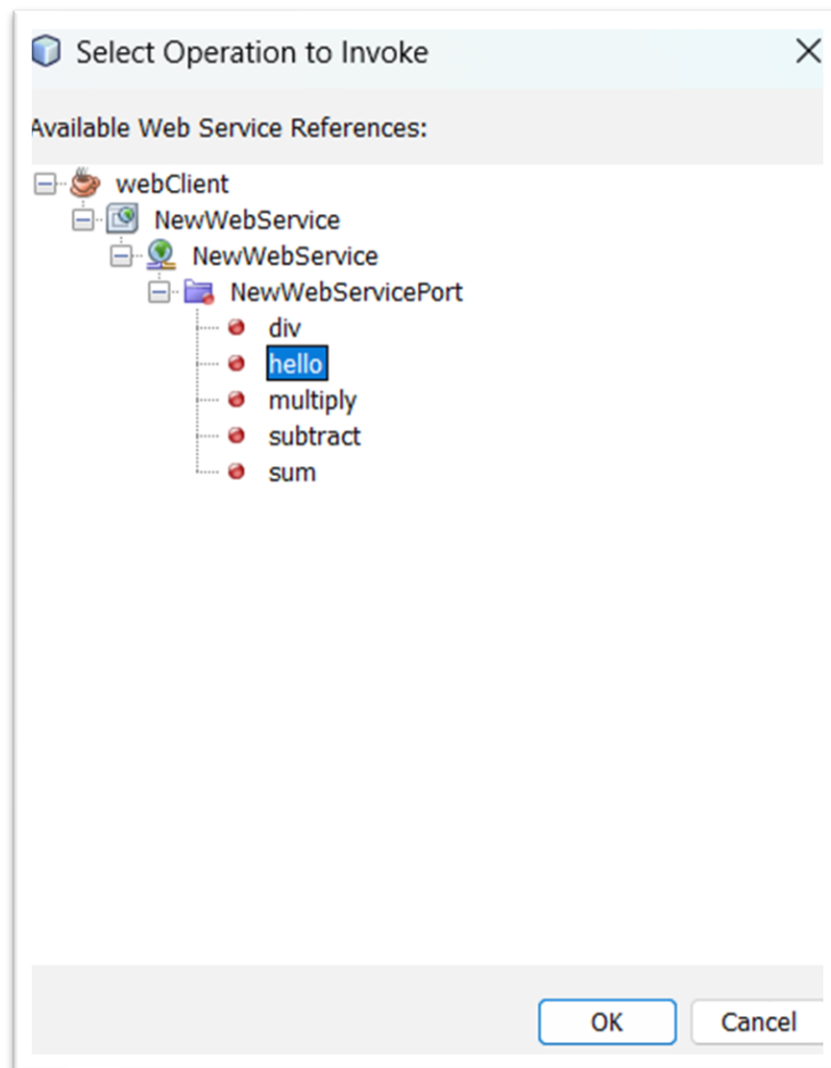 Select Operation to Invoke
Available Web Service References:
webClient
NewWebService
NewWebService
NewWebServicePort
div
hello
multiply
subtract
sum
OK Cancel